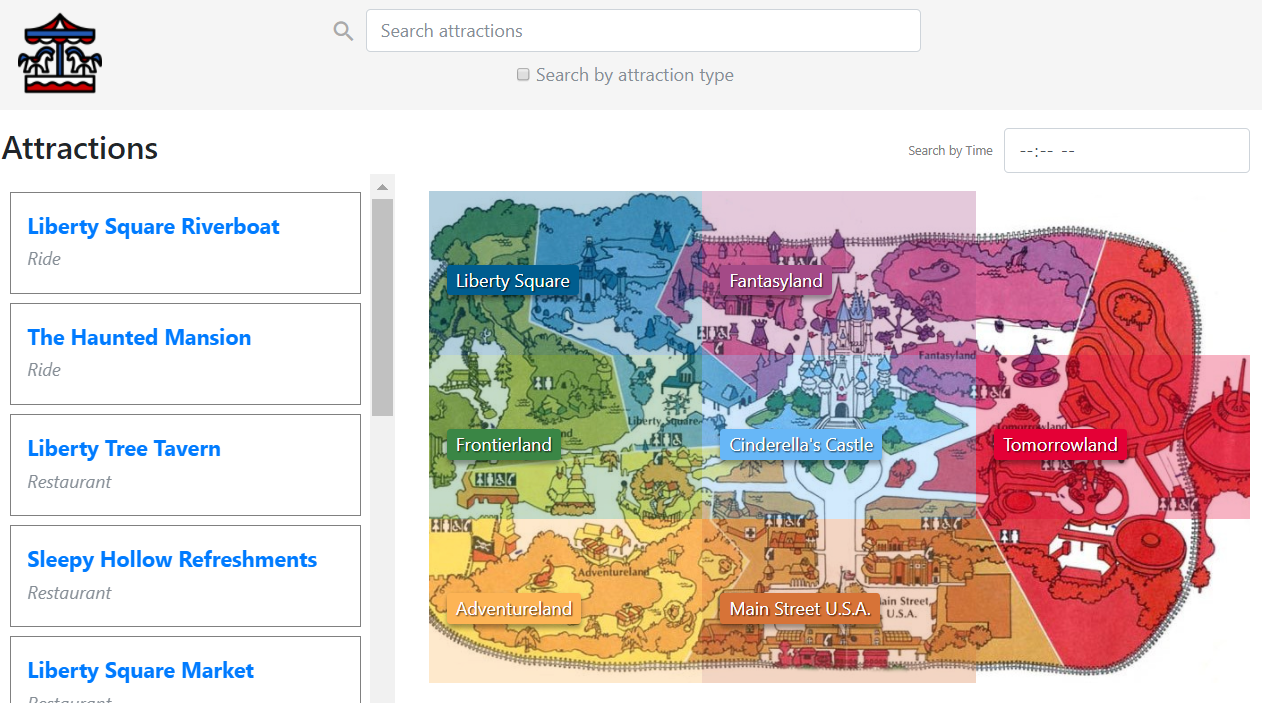 Search attractions
Search by attraction type
Attractions
Search by Time
--:-- --
Liberty Square Riverboat
Ride
The Haunted Mansion
Ride
Liberty Tree Tavern
Restaurant
Sleepy Hollow Refreshments
Restaurant
Liberty Square Market
Restaurant
Liberty Square
Fantasyland
Fantasyland
Liberty Square
Frontierland
Cinderella's Castle
Tomorrowland
Tomorrowland
Adventureland
Adventureland
Main Street U.S.A.
Main Street
U.S.A.